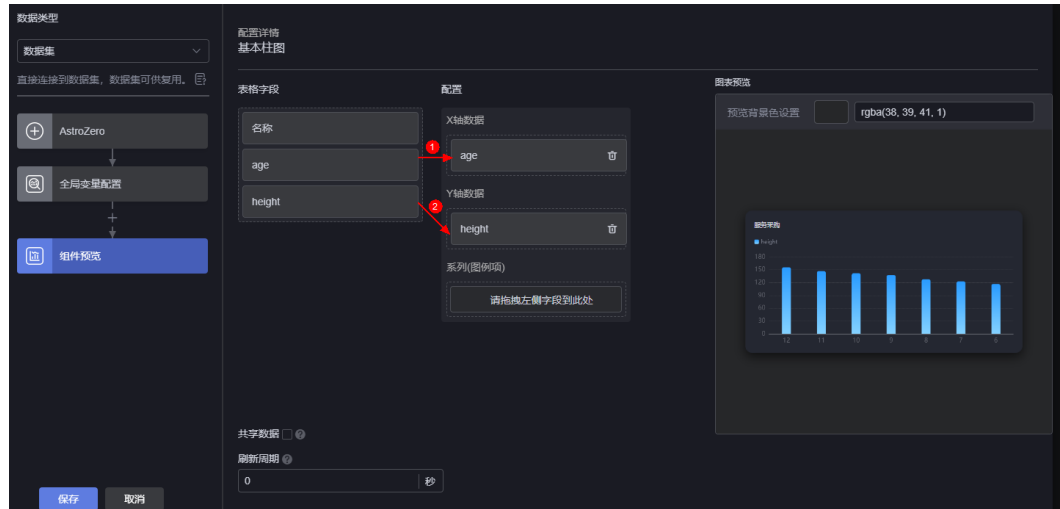 数据类型
数据集
直接连接到数据集，数据集可供复用。
AstroZero
全局变量配置
组件预览
保存
取消
配置详情
基本柱图
表格字段
名称
age
height
配置
X轴数据
1
age
Y轴数据
2
height
系列(图例项)
请拖拽左侧字段到此处
共享数据
刷新周期
0
秒
图表预览
预览背景色设置
rgba(38, 39, 41, 1)
服务采购
height
180
150
120
90
60
30
0
12 11 10 9 8 7 6